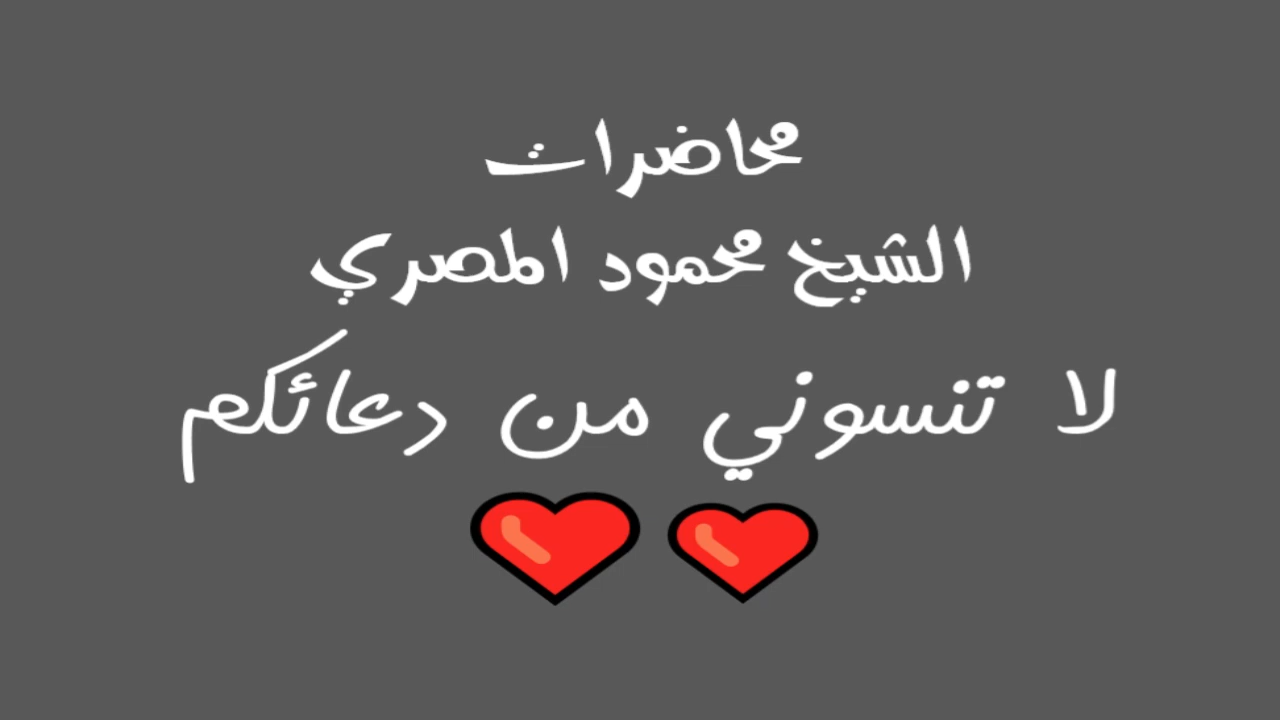 محاضرات
الشيخ محمود المصري
لا تنسوني من دعائكم